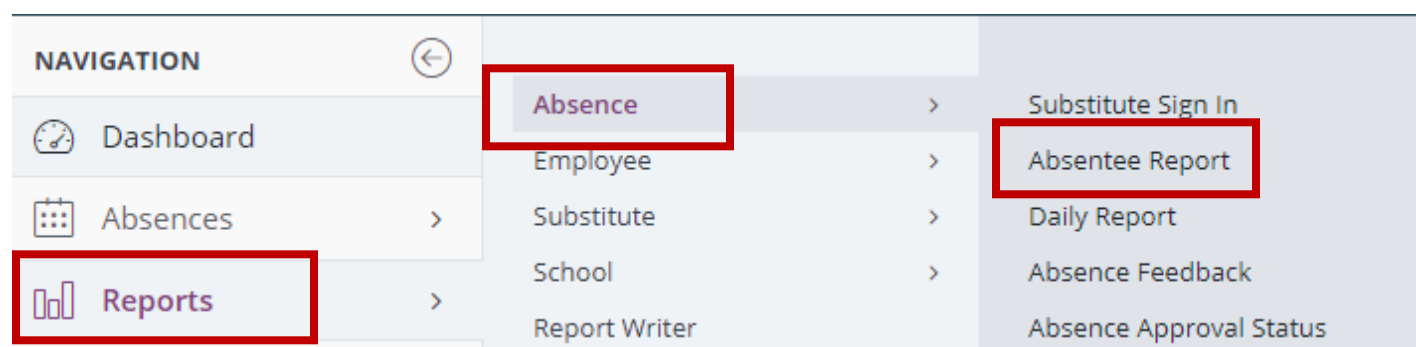 NAVIGATION
Dashboard
Absences
Reports
Absence
Employee
Substitute
School
Report Writer
Substitute Sign In
Absentee Report
Daily Report
Absence Feedback
Absence Approval Status